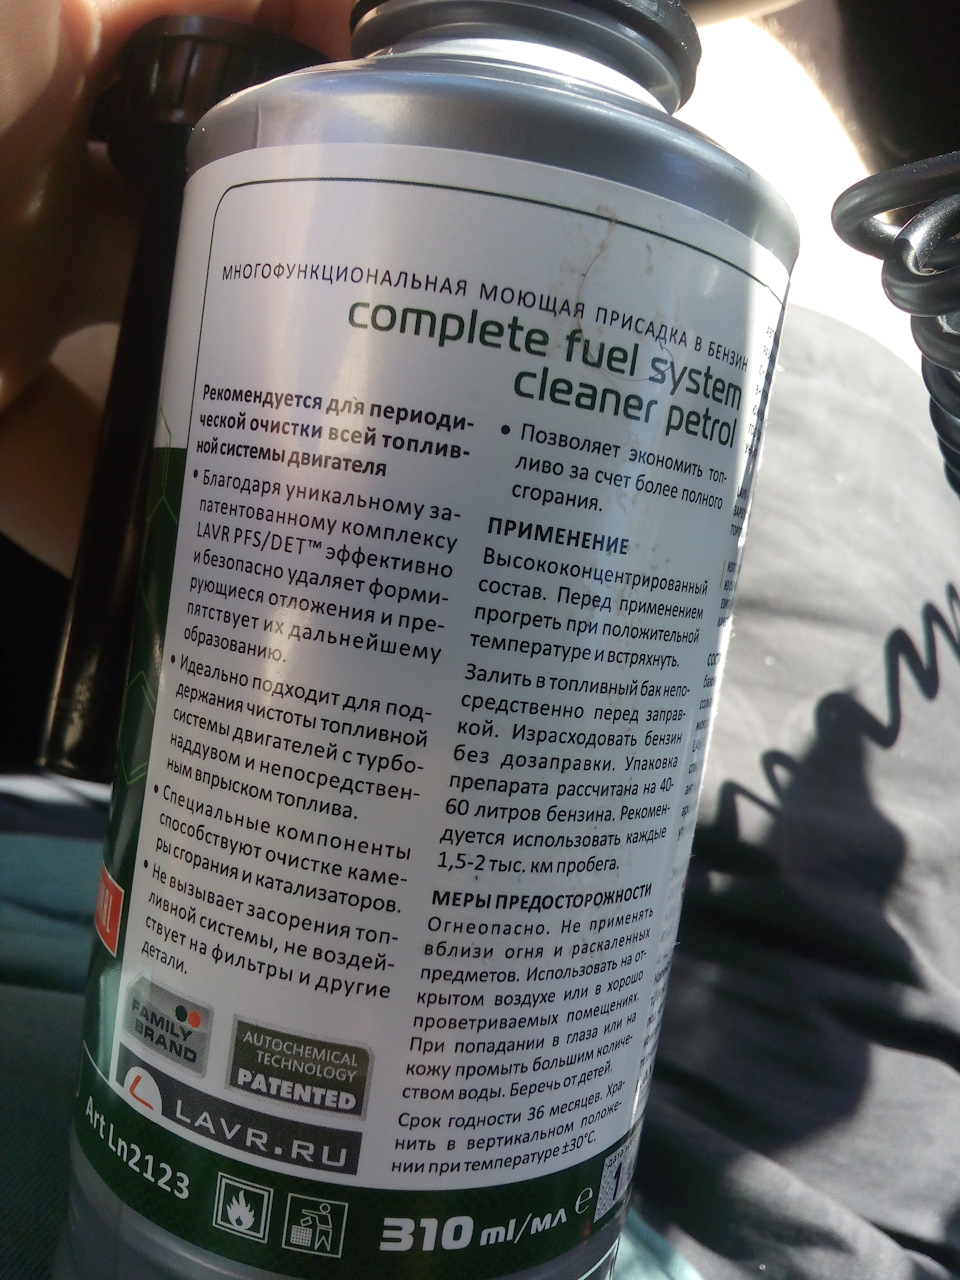 МНОГОФУНКЦИОНАЛЬНАЯ МОЮЩАЯ ПРИСАДКА В БЕНЗИН
complete fuel system
cleaner petrol
Рекомендуется для периоди-
ческой очистки всей топлив-
ной системы двигателя
• Благодаря уникальному за-
патентованному комплексу
LAVR PFS/DET™ эффективно
и безопасно удаляет форми-
рующиеся отложения и пре-
пятствует их дальнейшему
образованию.
• Идеально подходит для под-
держания чистоты топливной
системы двигателей с турбо-
наддувом и непосредствен-
ным впрыском топлива.
• Специальные компоненты
способствуют очистке каме-
ры сгорания и катализаторов.
• Не вызывает засорения топ-
ливной системы, не воздей-
ствует на фильтры и другие
детали.
• Позволяет экономить топ-
ливо за счет более полного
сгорания.
ПРИМЕНЕНИЕ
Высококонцентрированный
состав. Перед применением
прогреть при положительной
температуре и встряхнуть.
Залить в топливный бак непо-
средственно перед заправ-
кой. Израсходовать бензин
без дозаправки. Упаковка
препарата рассчитана на 40-
60 литров бензина. Рекомен-
дуется использовать каждые
1,5-2 тыс. км пробега.
МЕРЫ ПРЕДОСТОРОЖНОСТИ
Огнеопасно. Не применять
вблизи огня и раскаленных
предметов. Использовать на от-
крытом воздухе или в хорошо
проветриваемых помещениях.
При попадании в глаза или на
кожу промыть большим количе-
ством воды. Беречь от детей.
Срок годности 36 месяцев. Хра-
нить в вертикальном положе-
нии при температуре ±30°C.
FAMILY
BRAND
AUTOCHEMICAL
TECHNOLOGY
PATENTED
LAVR.RU
Art Ln2123
310 ml/мл e